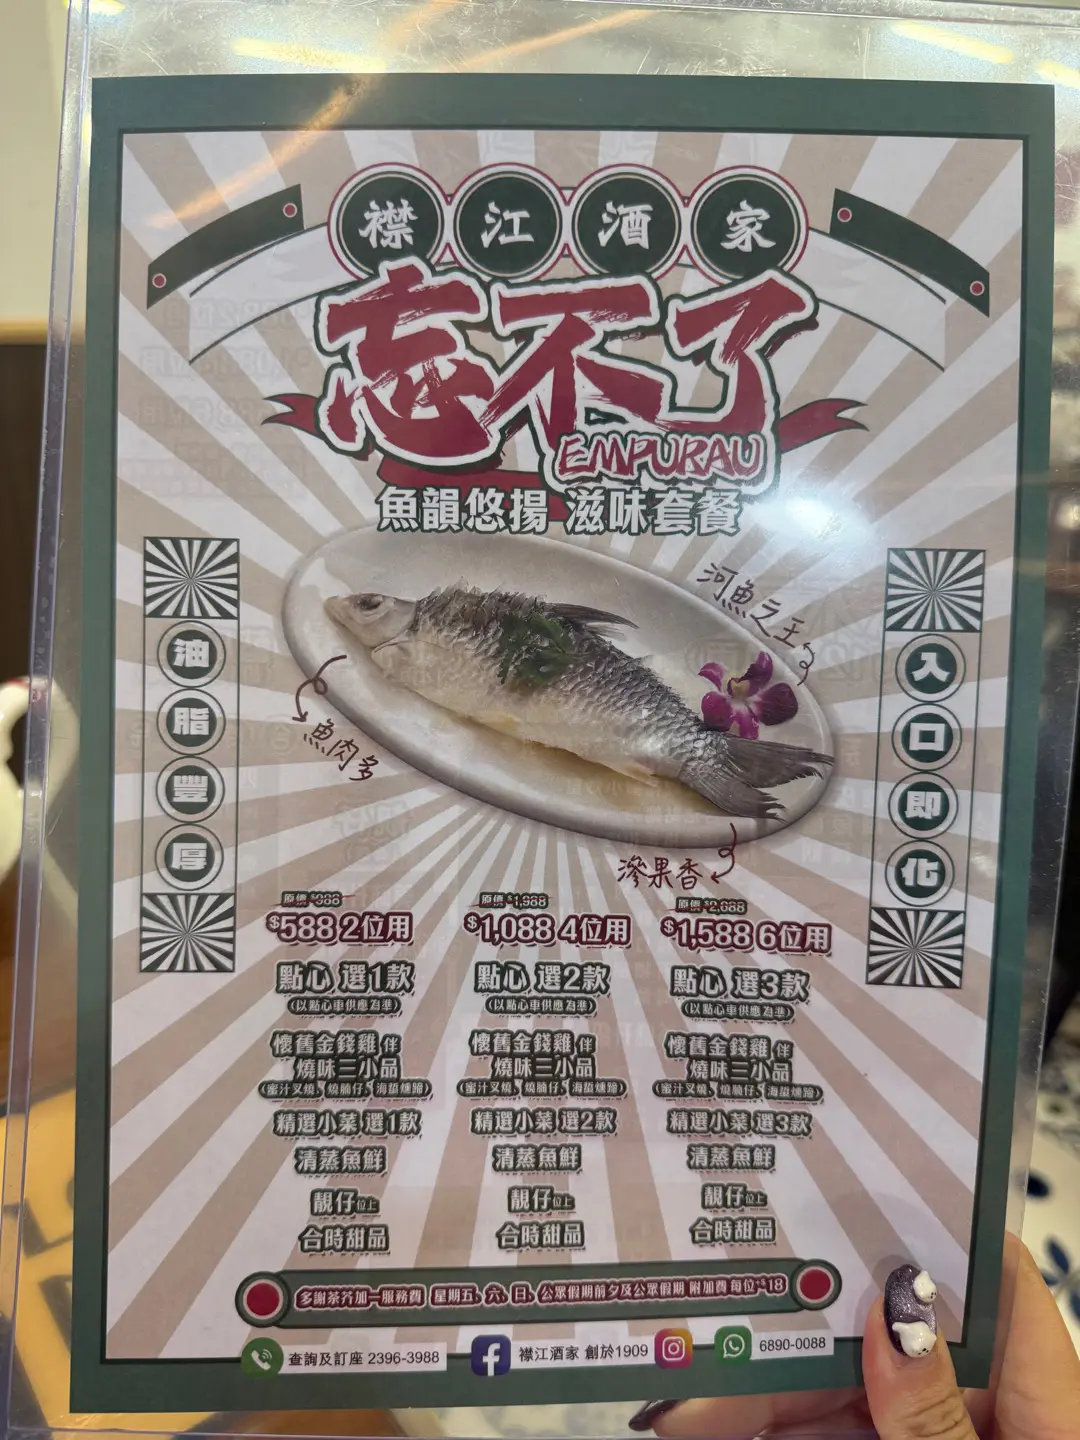 襟江酒家
忘不了
EMPURAU
魚韻悠揚 滋味套餐
河魚之王
魚肉多
滲果香
油脂豐厚
入口即化
原價 $988
$588 2位用
點心 選1款
(以點心車供應為準)
懷舊金錢雞 伴
燒味三小品
(蜜汁叉燒、燒腩仔、海蜇燻蹄)
精選小菜 選1款
清蒸魚鮮
靚仔 位上
合時甜品
原價 $1,988
$1,088 4位用
點心 選2款
(以點心車供應為準)
懷舊金錢雞 伴
燒味三小品
(蜜汁叉燒、燒腩仔、海蜇燻蹄)
精選小菜 選2款
清蒸魚鮮
靚仔 位上
合時甜品
原價 $2,688
$1,588 6位用
點心 選3款
(以點心車供應為準)
懷舊金錢雞 伴
燒味三小品
(蜜汁叉燒、燒腩仔、海蜇燻蹄)
精選小菜 選3款
清蒸魚鮮
靚仔 位上
合時甜品
多謝茶芥加一服務費 星期五、六、日、公眾假期前夕及公眾假期 附加費 每位+$18
查詢及訂座 2396-3988
襟江酒家 創於1909
6890-0088